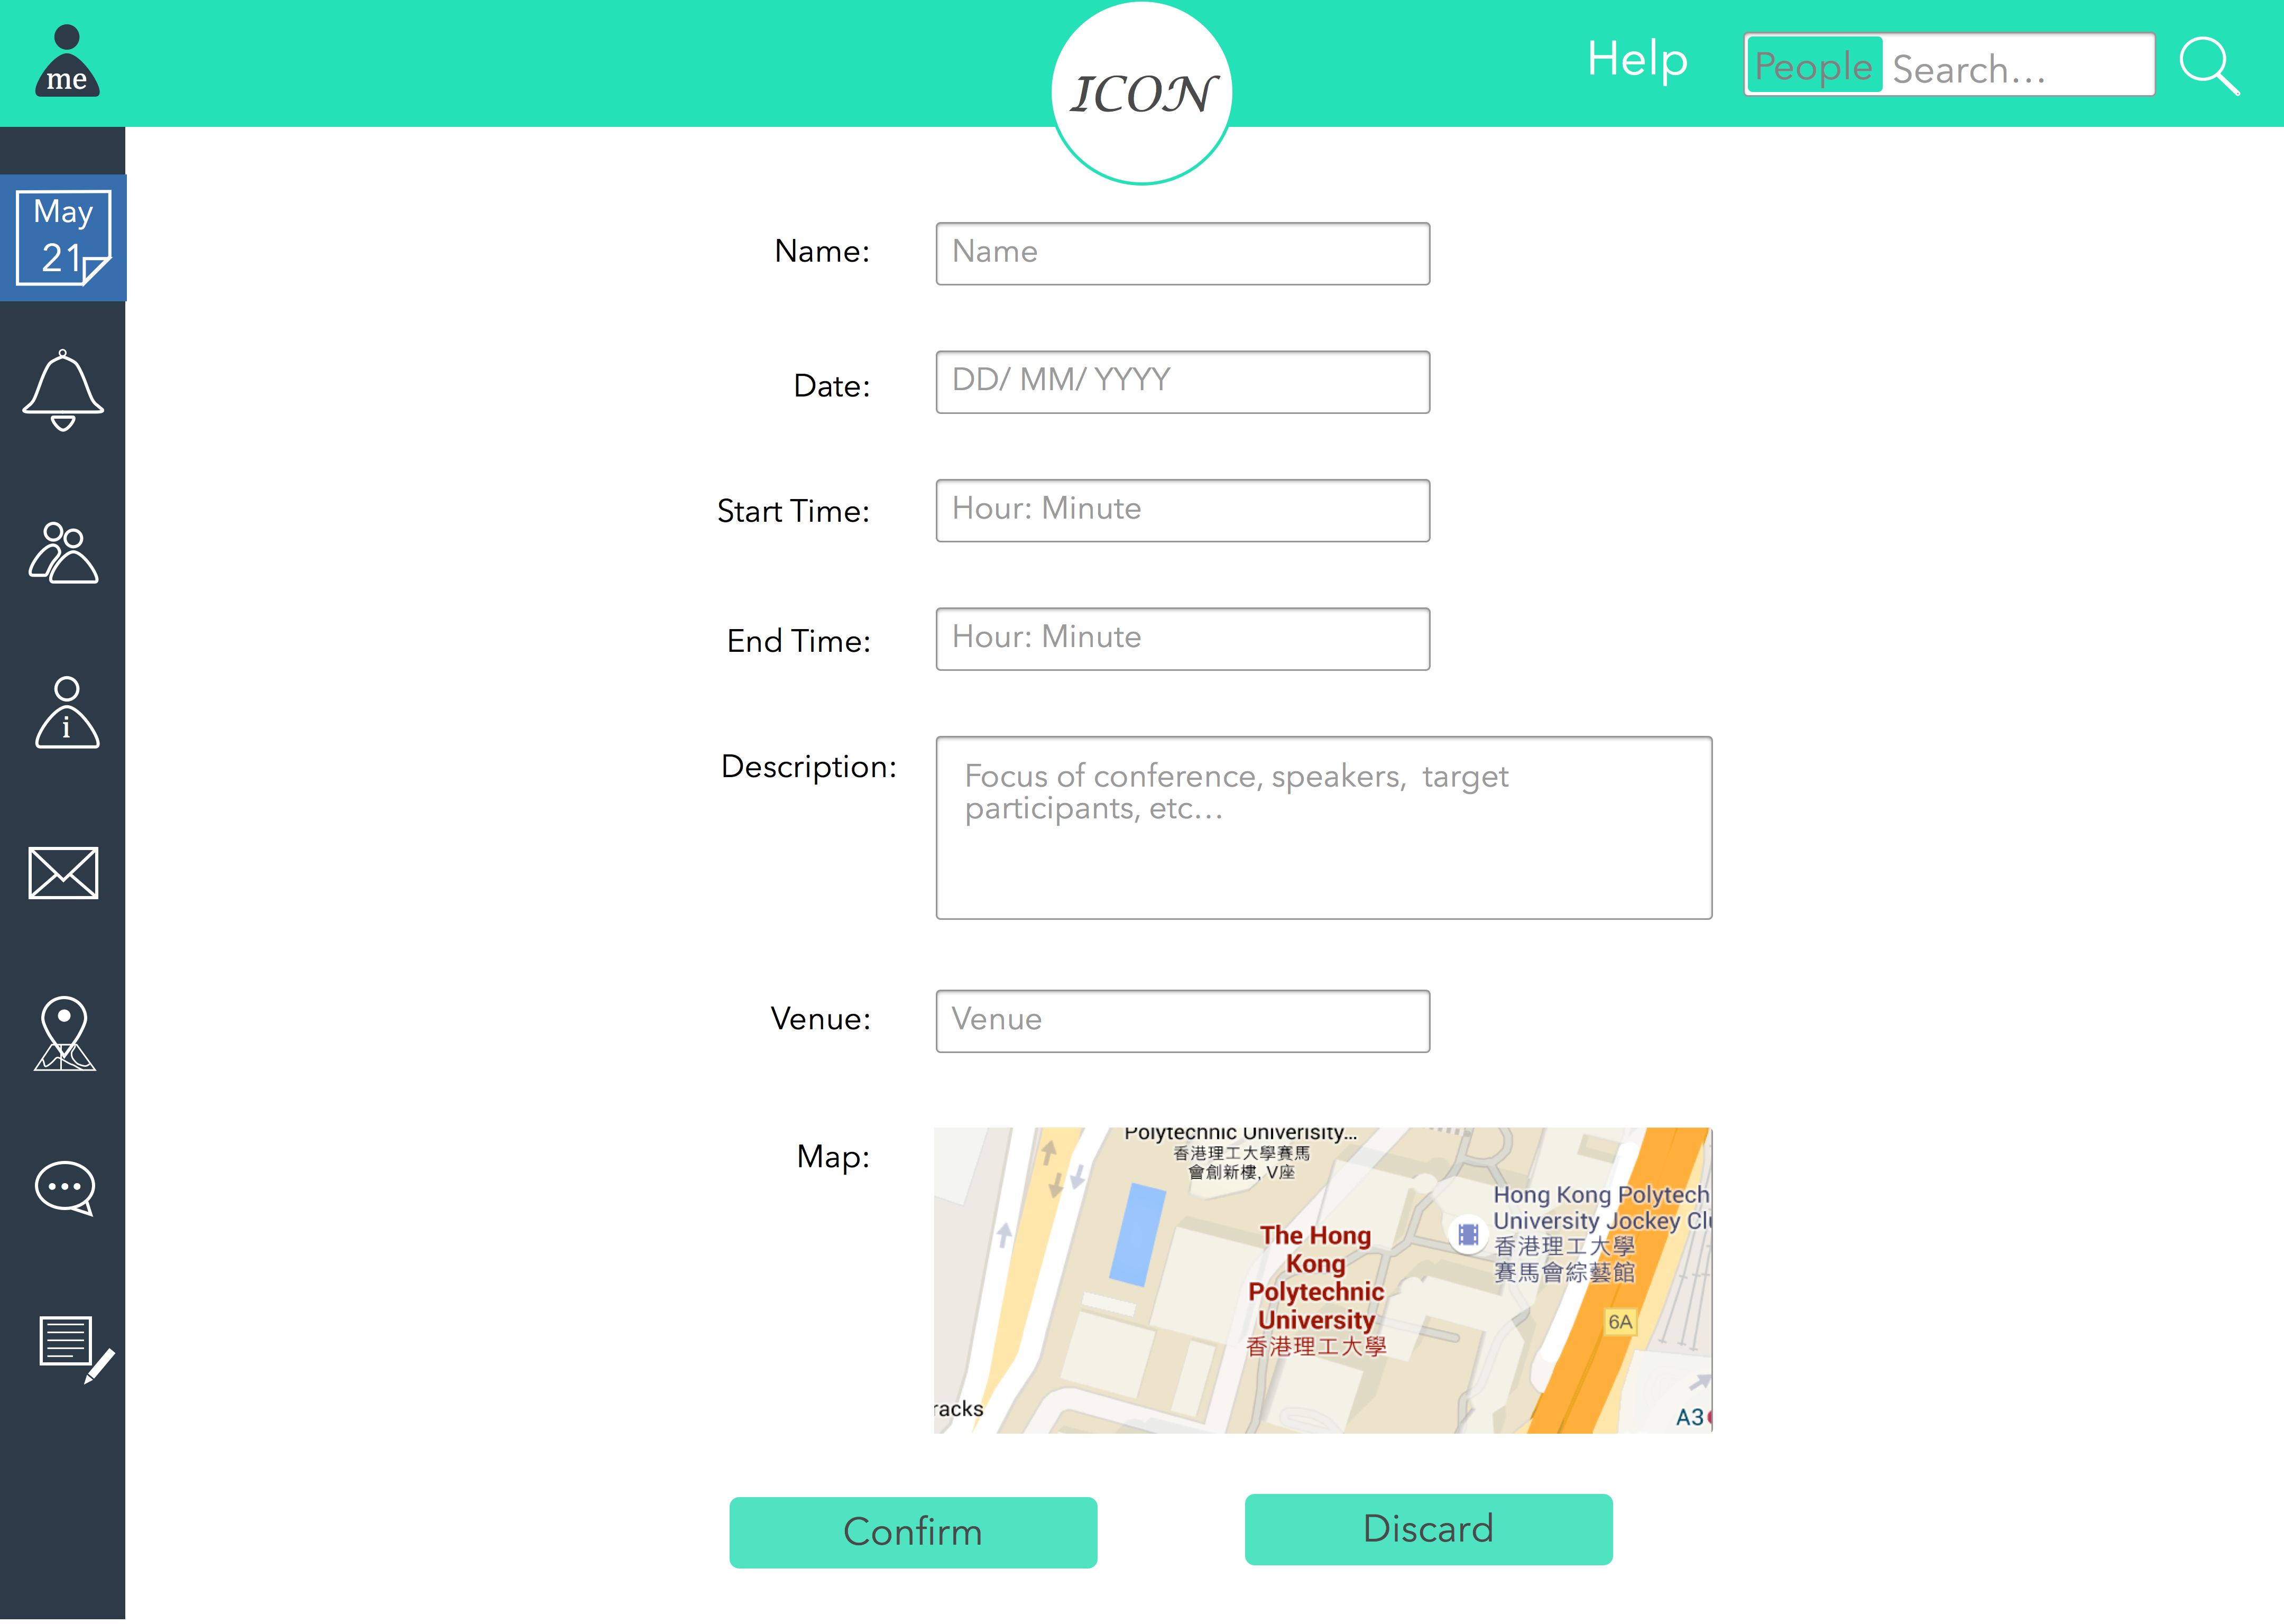 me
ICON
Help
People Search...
May
21
Name: Name
Date: DD/ MM/ YYYY
Start Time: Hour: Minute
End Time: Hour: Minute
i
Description: Focus of conference, speakers, target
participants, etc...
Venue: Venue
Map:
Polytechnic Univerisity...
香港理工大學賽馬
會創新樓, V座
Hong Kong Polytech
University Jockey Clu
香港理工大學
賽馬會綜藝館
The Hong
Kong
Polytechnic
University
香港理工大學
6A
racks
A3
Confirm Discard